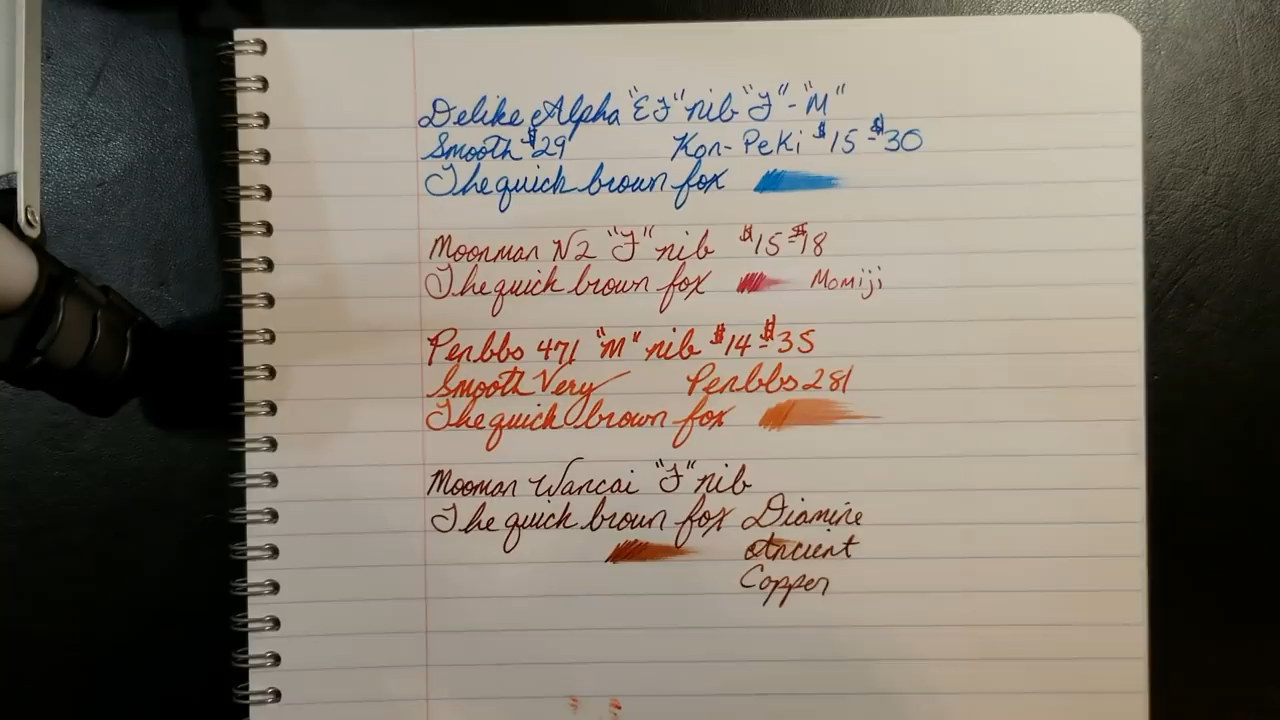 Delike Alpha "EF" nib "F" - "M"
Smooth $29 Kon-Peki $15-$30
The quick brown fox
Moonman N2 "F" nib $15-$18
The quick brown fox Momiji
Penbbs 471 "M" nib $14-$35
Smooth Very Penbbs 281
The quick brown fox
Mooman Wancai "F" nib
The quick brown fox Diamine
Ancient
Copper